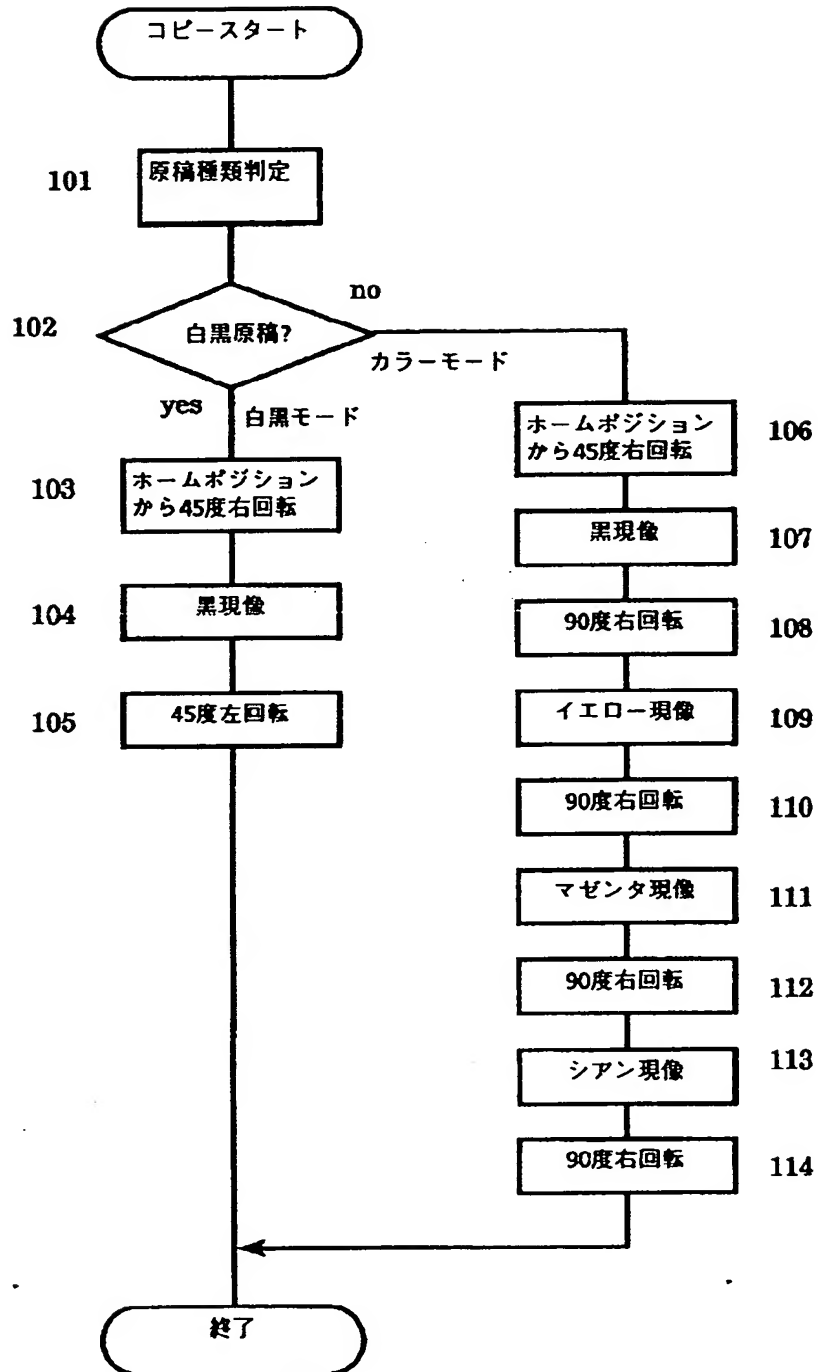 コピースタート
101
原稿種類判定
102
白黒原稿?
no
カラーモード
yes
白黒モード
103
ホームポジション
から45度右回転
104
黒現像
105
45度左回転
ホームポジション
から45度右回転
106
黒現像
107
90度右回転
108
イエロー現像
109
90度右回転
110
マゼンタ現像
111
90度右回転
112
シアン現像
113
90度右回転
114
終了